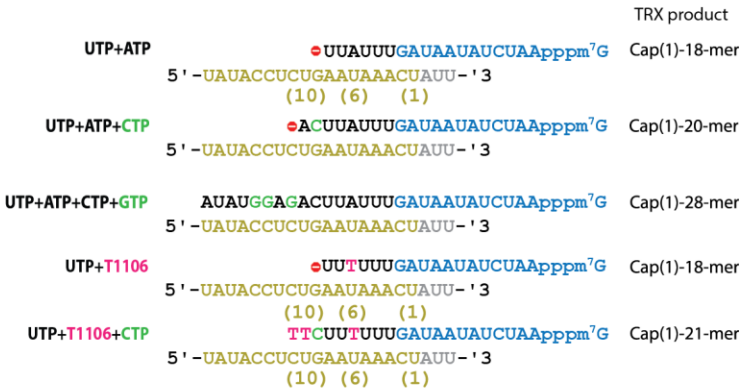 TRX product
UTP+ATP UUAUUUGAUAAUAUCUAApppm⁷G Cap(1)-18-mer
5'-UAUACCUCUGAAUAAACUAUU-'3
(10) (6) (1)
UTP+ATP+CTP ACUUAUUUGAUAAUAUCUAApppm⁷G Cap(1)-20-mer
5'-UAUACCUCUGAAUAAACUAUU-'3
UTP+ATP+CTP+GTP AUAUGGAGACUUAUUUGAUAAUAUCUAApppm⁷G Cap(1)-28-mer
5'-UAUACCUCUGAAUAAACUAUU-'3
UTP+T1106 UUTUUUGAUAAUAUCUAApppm⁷G Cap(1)-18-mer
5'-UAUACCUCUGAAUAAACUAUU-'3
(10) (6) (1)
UTP+T1106+CTP TTCUUTUUUGAUAAUAUCUAApppm⁷G Cap(1)-21-mer
5'-UAUACCUCUGAAUAAACUAUU-'3
(10) (6) (1)